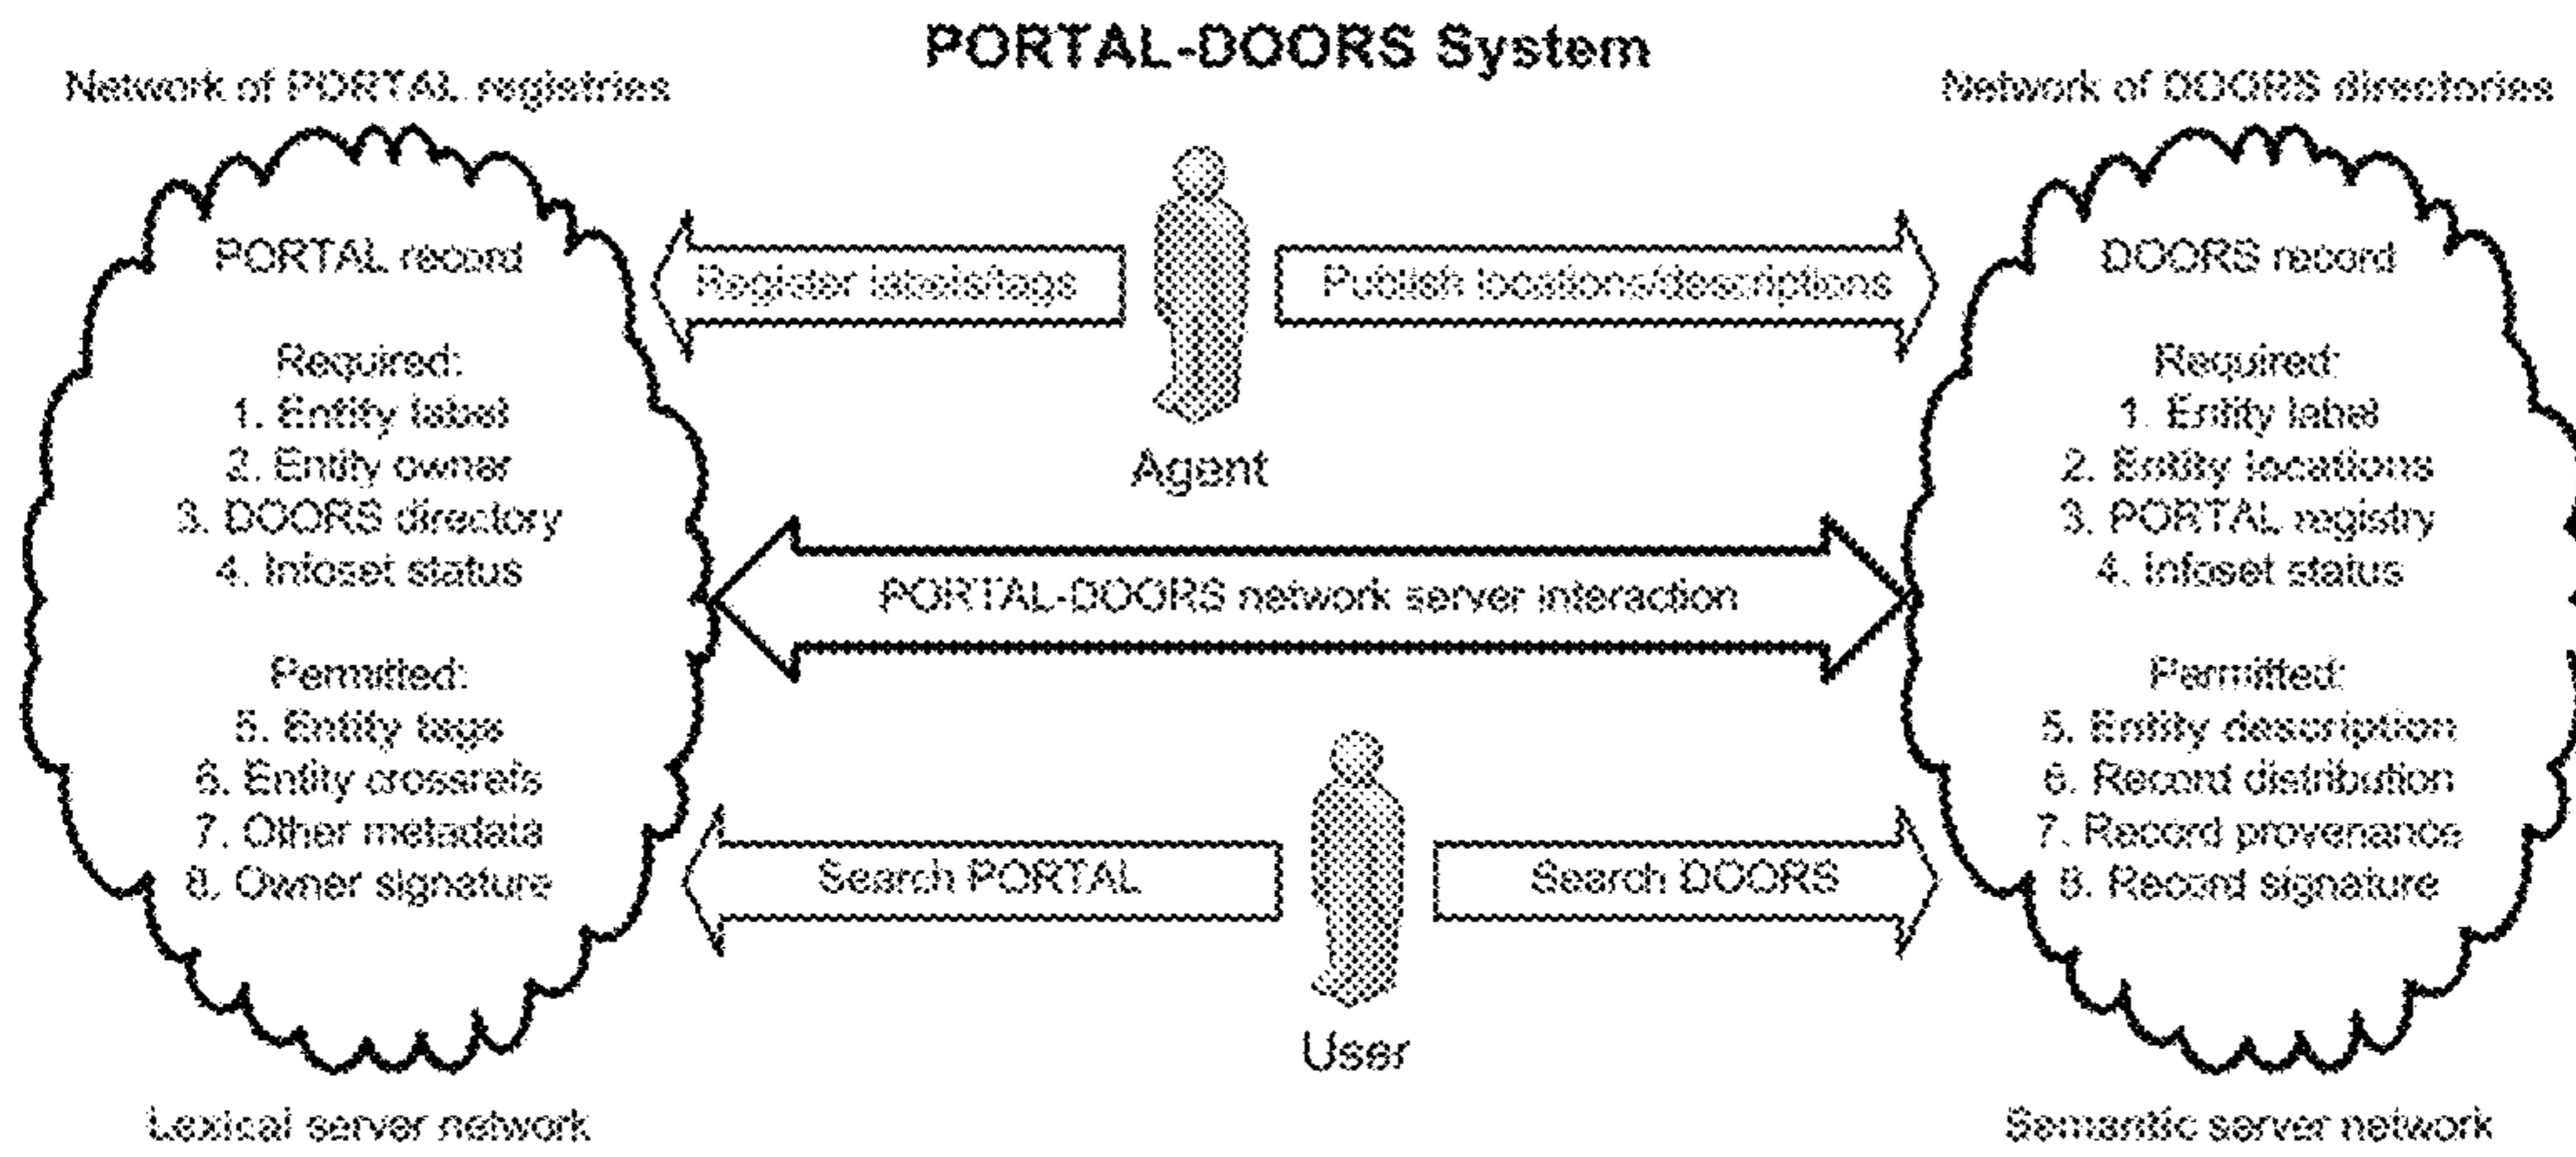 PORTAL-DOORS System
Network of PORTAL registries
Network of DOORS directories
PORTAL record
Required:
1. Entity label
2. Entity owner
3. DOORS directory
4. Infoset status
Permitted:
5. Entity tags
6. Entity crossrefs
7. Other metadata
8. Owner signature
Lexical server network
Register labels/tags
Publish locations/descriptions
Agent
PORTAL-DOORS network server interaction
Search PORTAL
Search DOORS
User
DOORS record
Required:
1. Entity label
2. Entity locations
3. PORTAL registry
4. Infoset status
Permitted:
5. Entity description
6. Record distribution
7. Record provenance
8. Record signature
Semantic server network